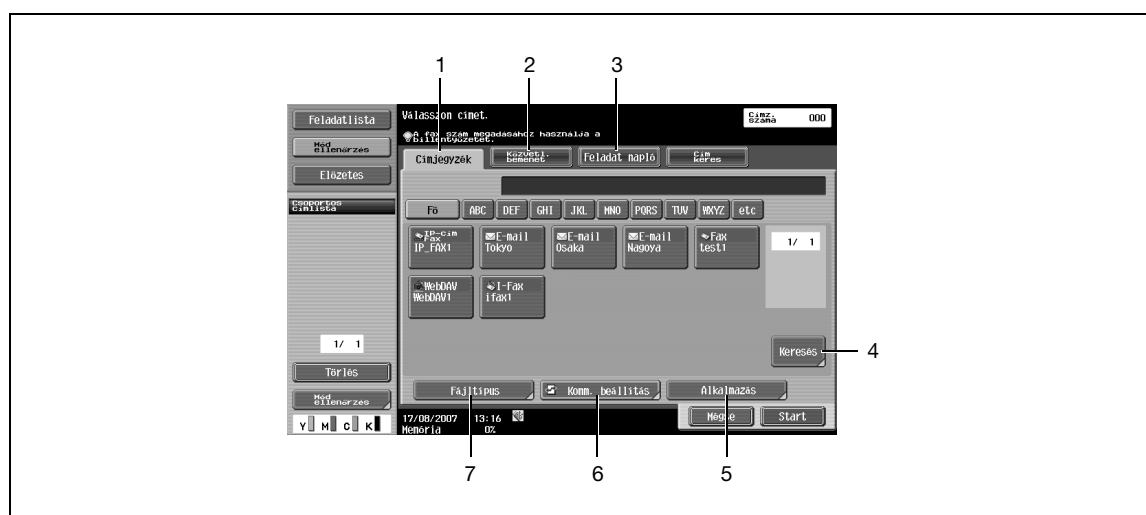 1 2 3
Feladatlista
Mód
ellenőrzés
Előzetes
Csoportos
címlista
1/ 1
Törlés
Mód
ellenőrzés
Y M C K
Válasszon címet.
A fax szám megadásához használja a
billentyűzetet.
Címz.
száma 000
Címjegyzék
Közvetl.
bemenet
Feladat napló
Cím
keres
Fő ABC DEF GHI JKL MNO PQRS TUV WXYZ etc
IP-cím
Fax
IP_FAX1
E-mail
Tokyo
E-mail
Osaka
E-mail
Nagoya
Fax
test1
1/ 1
WebDAV
WebDAV1
I-Fax
ifax1
Keresés
4
Fájltípus
Komm. beállítás
Alkalmazás
17/08/2007 13:16
Memória 0%
Mégse
Start
7 6 5